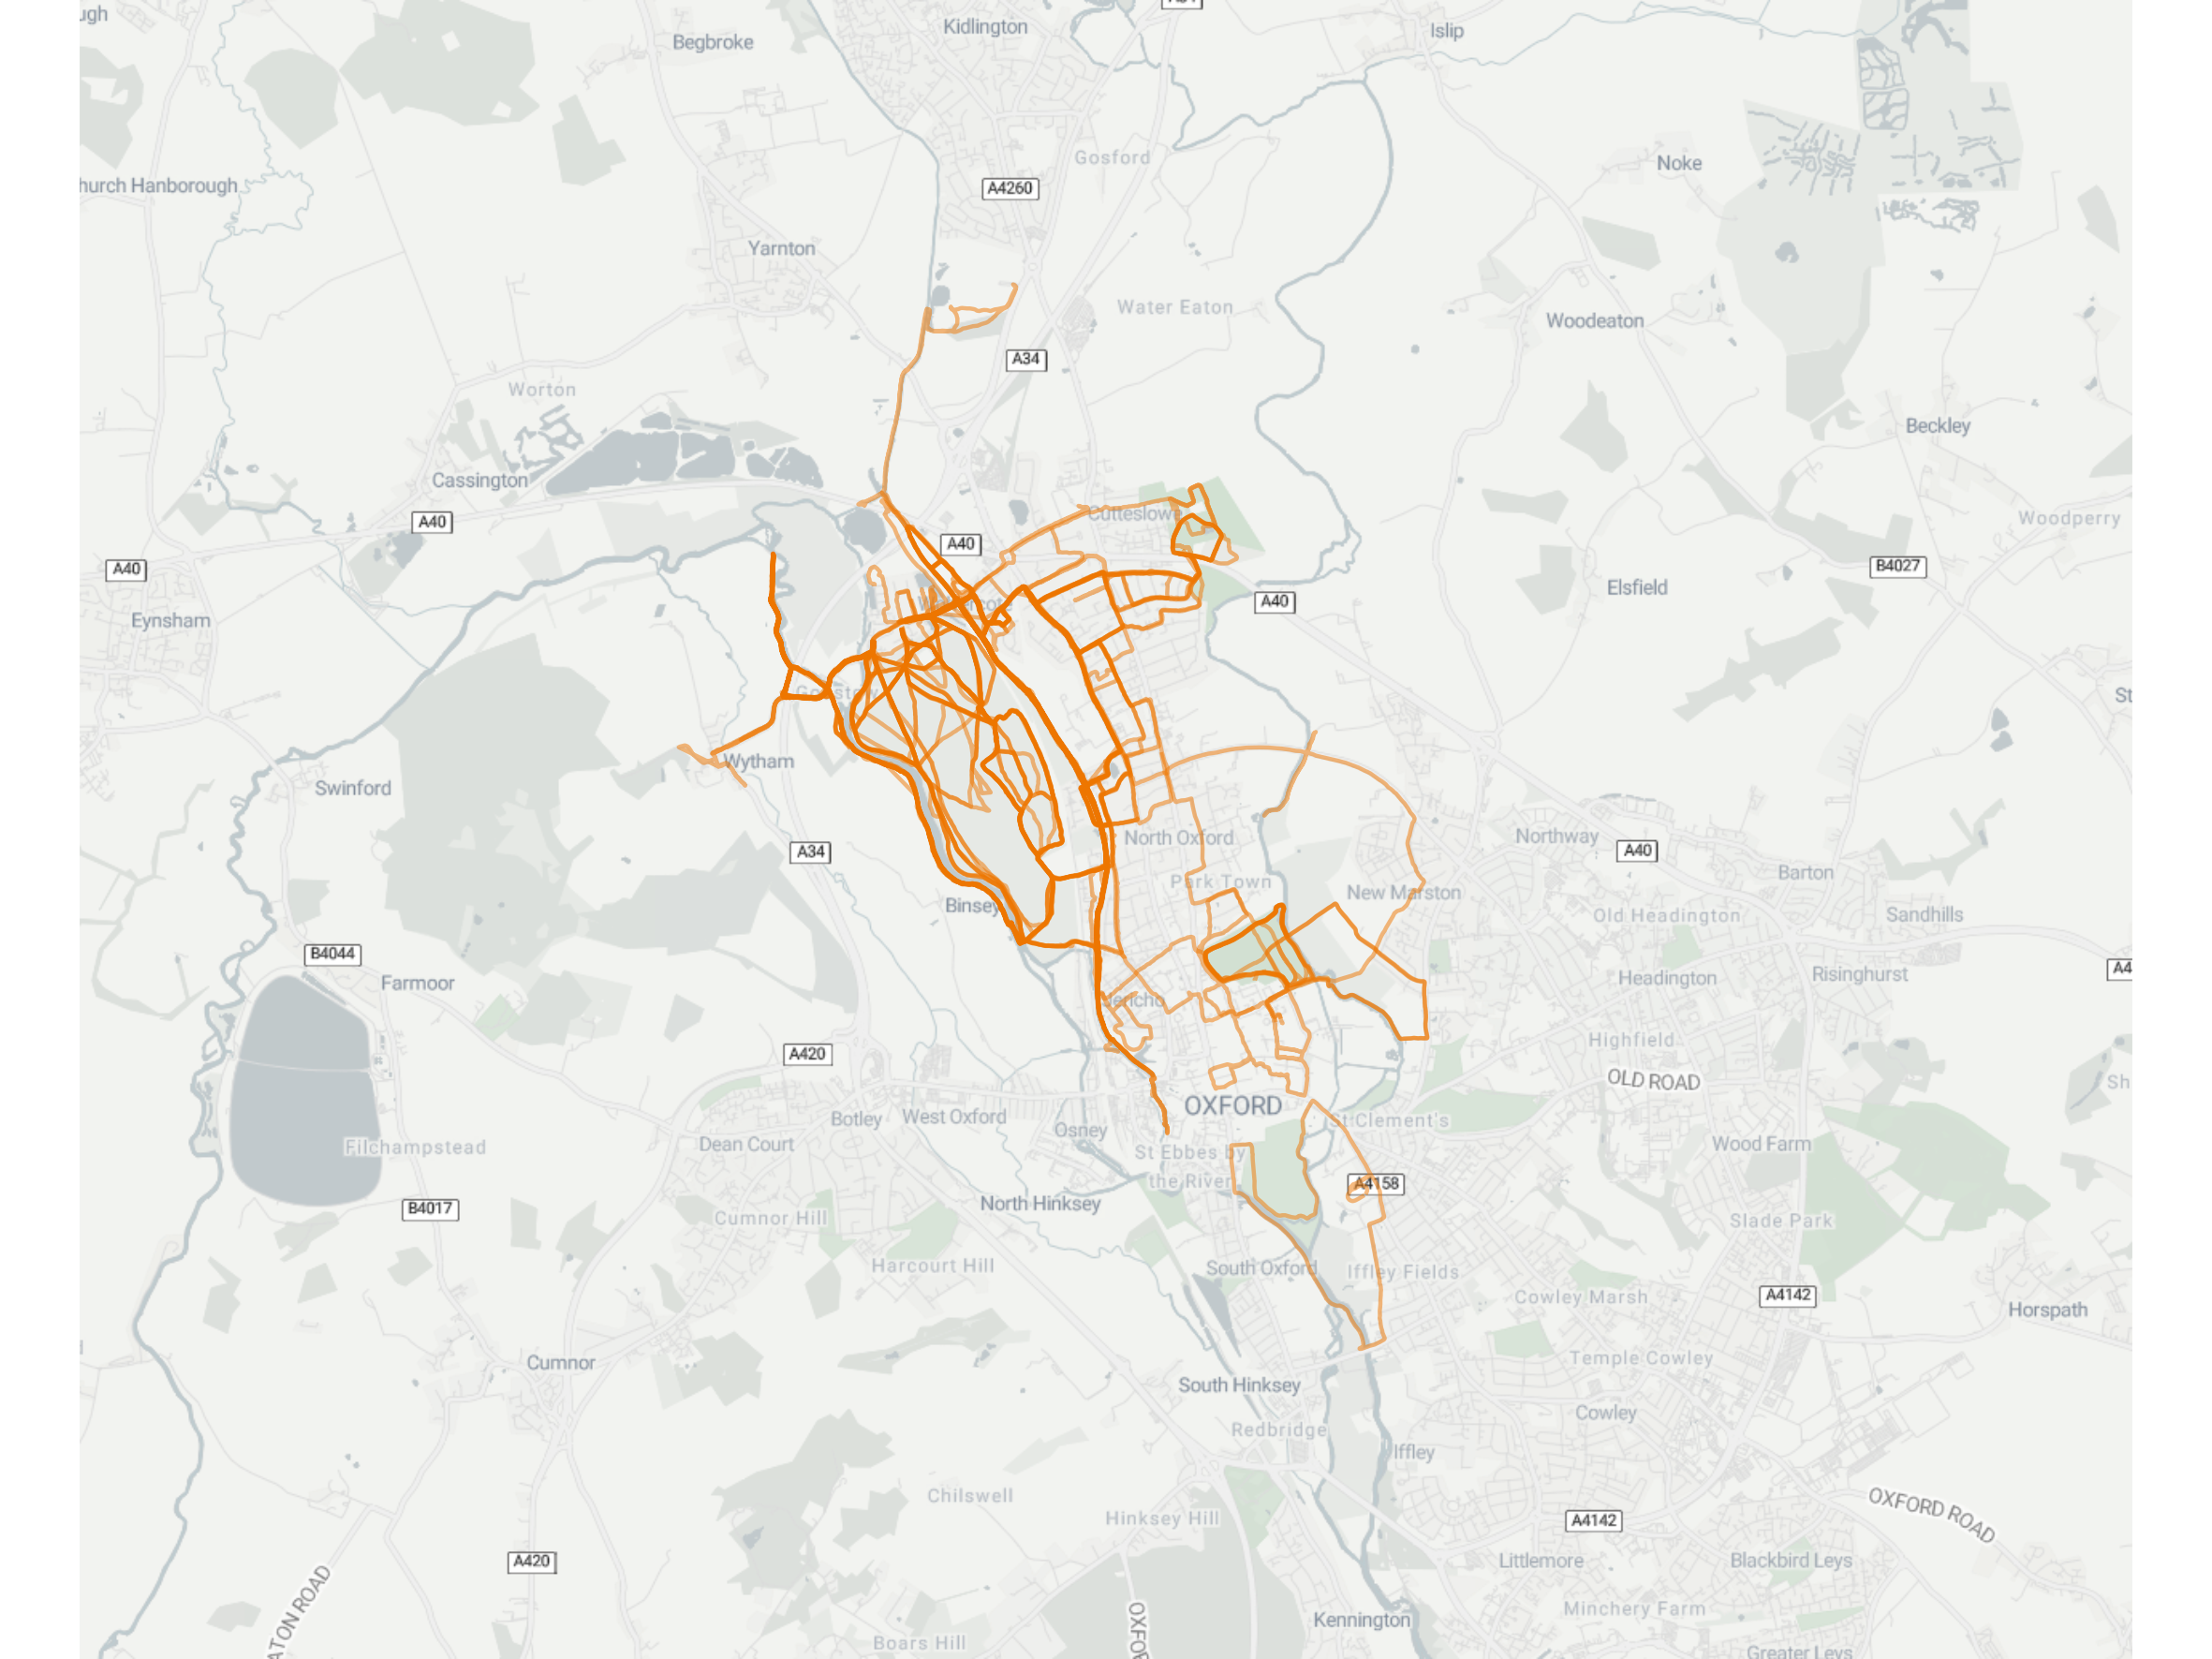 Kidlington
Islip
Begbroke
Gosford
Noke
Church Hanborough
A4260
Yarnton
Water Eaton
Woodeaton
A34
Worton
Beckley
Cassington
Cutteslowe
Woodperry
A40
A40
A40
B4027
Elsfield
A40
Wolvercote
Eynsham
Godstow
Wytham
Swinford
North Oxford
Northway
A40
A34
Barton
Park Town
New Marston
Binsey
Old Headington
Sandhills
B4044
Farmoor
Headington
Risinghurst
Jericho
Highfield
A420
OLD ROAD
OXFORD
Botley
West Oxford
St Clement's
Osney
Dean Court
Wood Farm
Filchampstead
St Ebbes by
the River
A4158
North Hinksey
B4017
Cumnor Hill
Slade Park
Harcourt Hill
South Oxford
Iffley Fields
Cowley Marsh
A4142
Horspath
Cumnor
Temple Cowley
South Hinksey
Cowley
Redbridge
Iffley
Chilswell
Hinksey Hill
A4142
OXFORD ROAD
A420
Littlemore
Blackbird Leys
Minchery Farm
Kennington
Boars Hill
Greater Leys